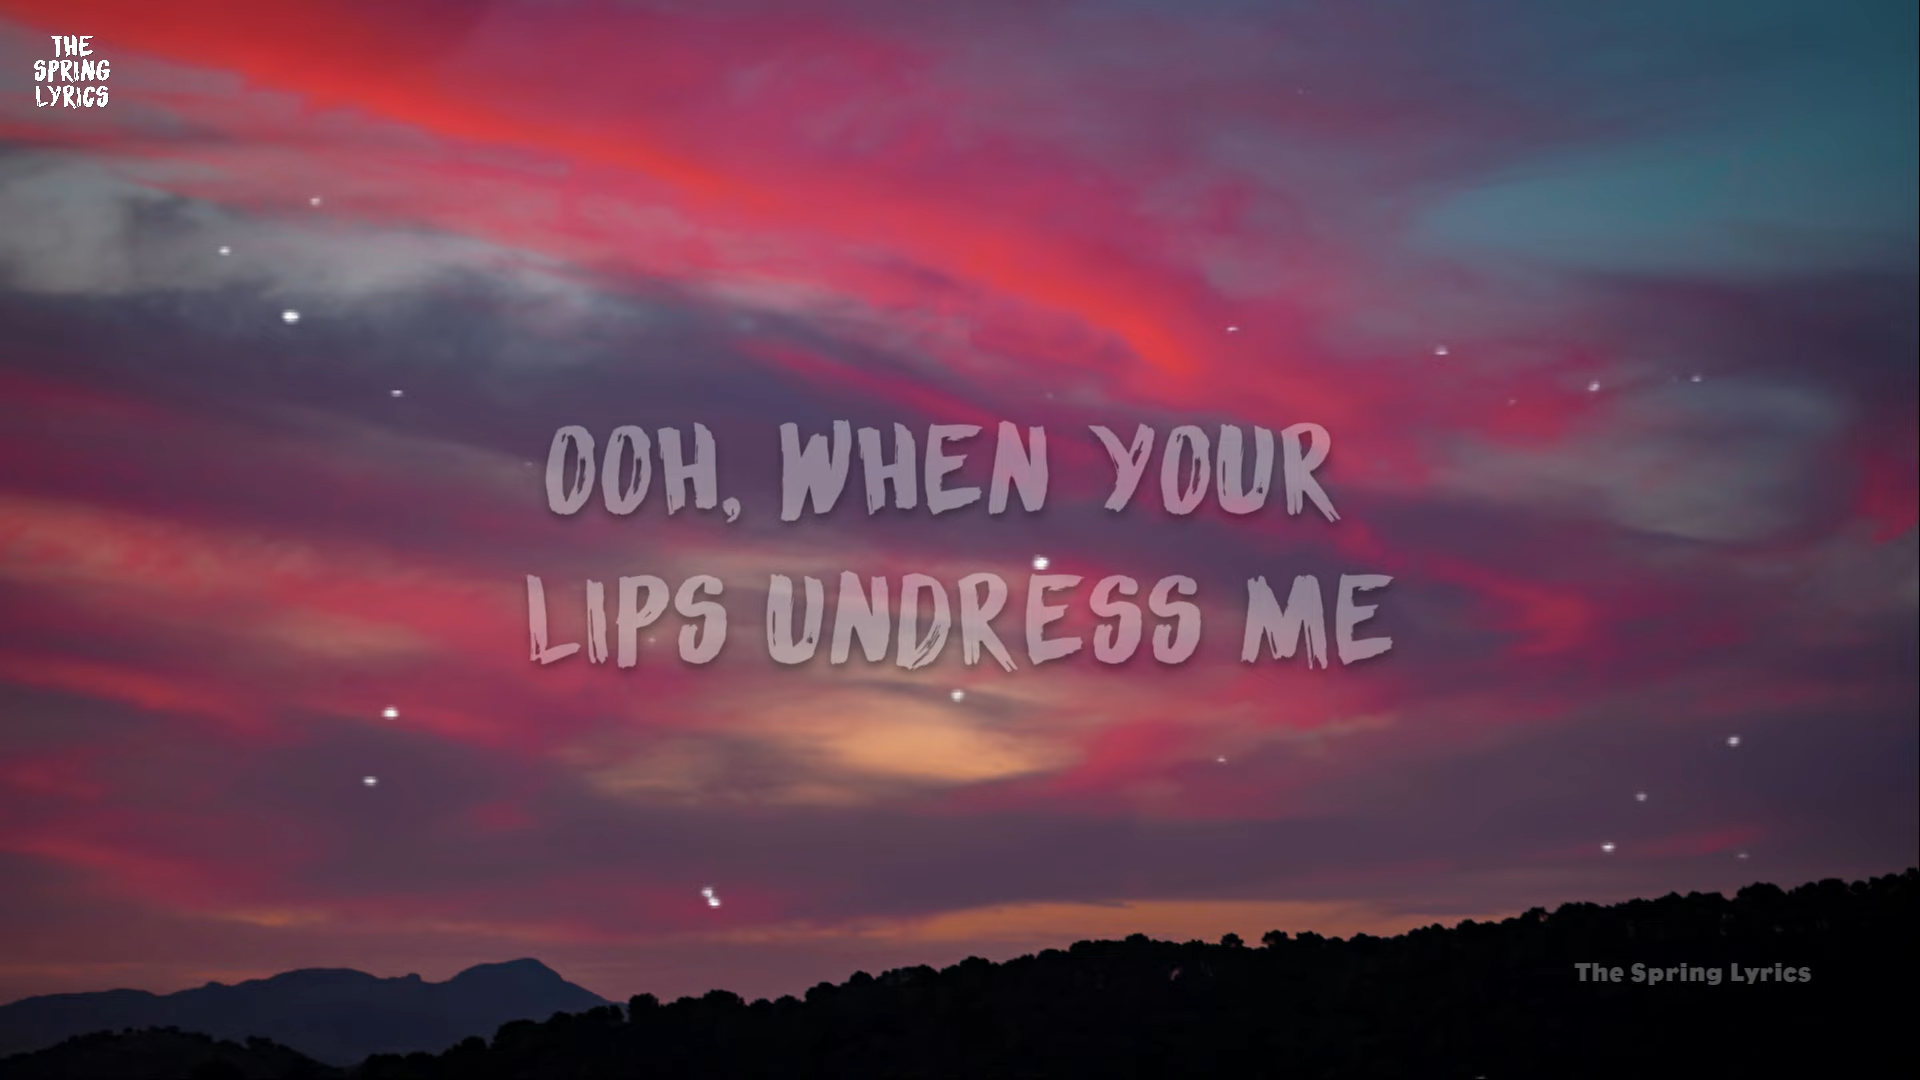 THE
SPRING
LYRICS
OOH, WHEN YOUR
LIPS UNDRESS ME
The Spring Lyrics